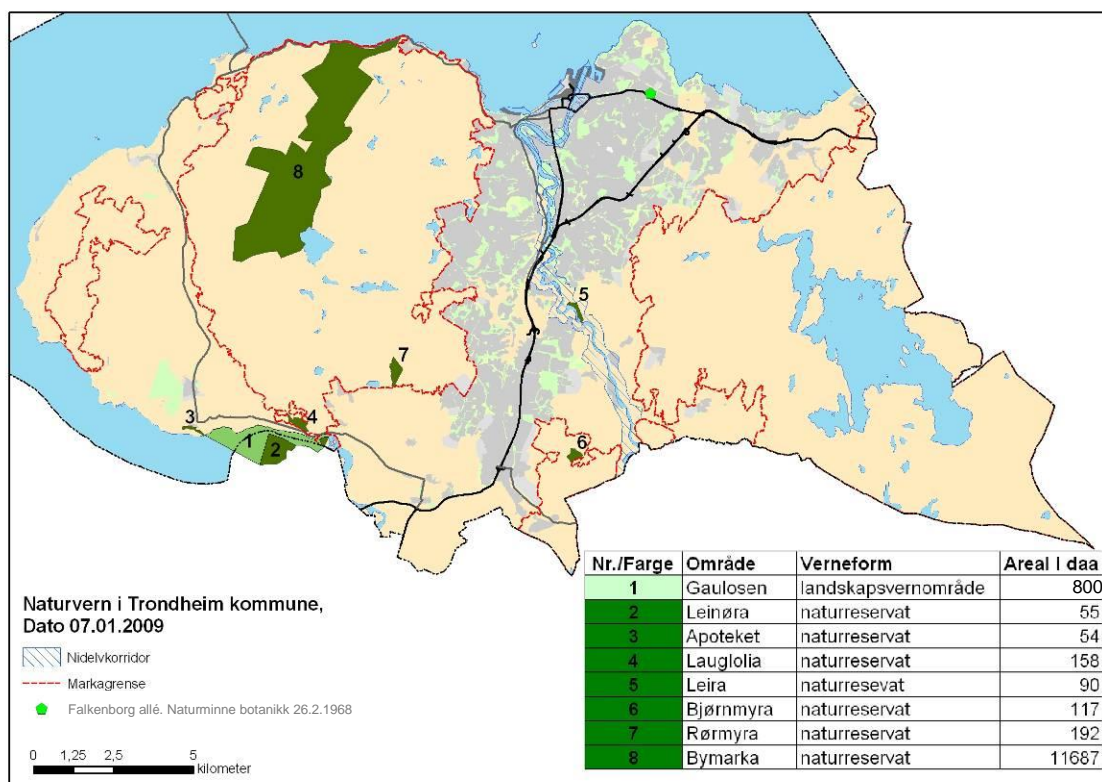 8
5
7
3
4
1
2
6
Nr./Farge Område Verneform Areal I daa
1 Gaulosen landskapsvernområde 800
2 Leinøra naturreservat 55
3 Apoteket naturreservat 54
4 Lauglolia naturreservat 158
5 Leira naturresevat 90
6 Bjørnmyra naturreservat 117
7 Rørmyra naturreservat 192
8 Bymarka naturreservat 11687
Naturvern i Trondheim kommune,
Dato 07.01.2009
Nidelvkorridor
Markagrense
Falkenborg allé. Naturminne botanikk 26.2.1968
0 1,25 2,5 5
kilometer